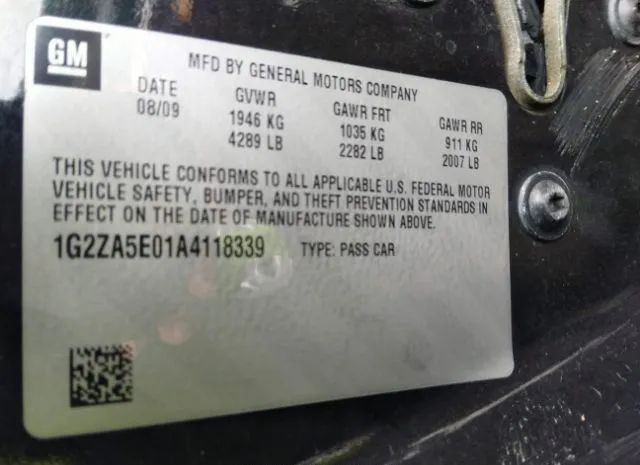 GM
MFD BY GENERAL MOTORS COMPANY
DATE GVWR GAWR FRT GAWR RR
08/09 1946 KG 1035 KG 911 KG
4289 LB 2282 LB 2007 LB
THIS VEHICLE CONFORMS TO ALL APPLICABLE U.S. FEDERAL MOTOR
VEHICLE SAFETY, BUMPER, AND THEFT PREVENTION STANDARDS IN
EFFECT ON THE DATE OF MANUFACTURE SHOWN ABOVE.
1G2ZA5E01A4118339 TYPE: PASS CAR